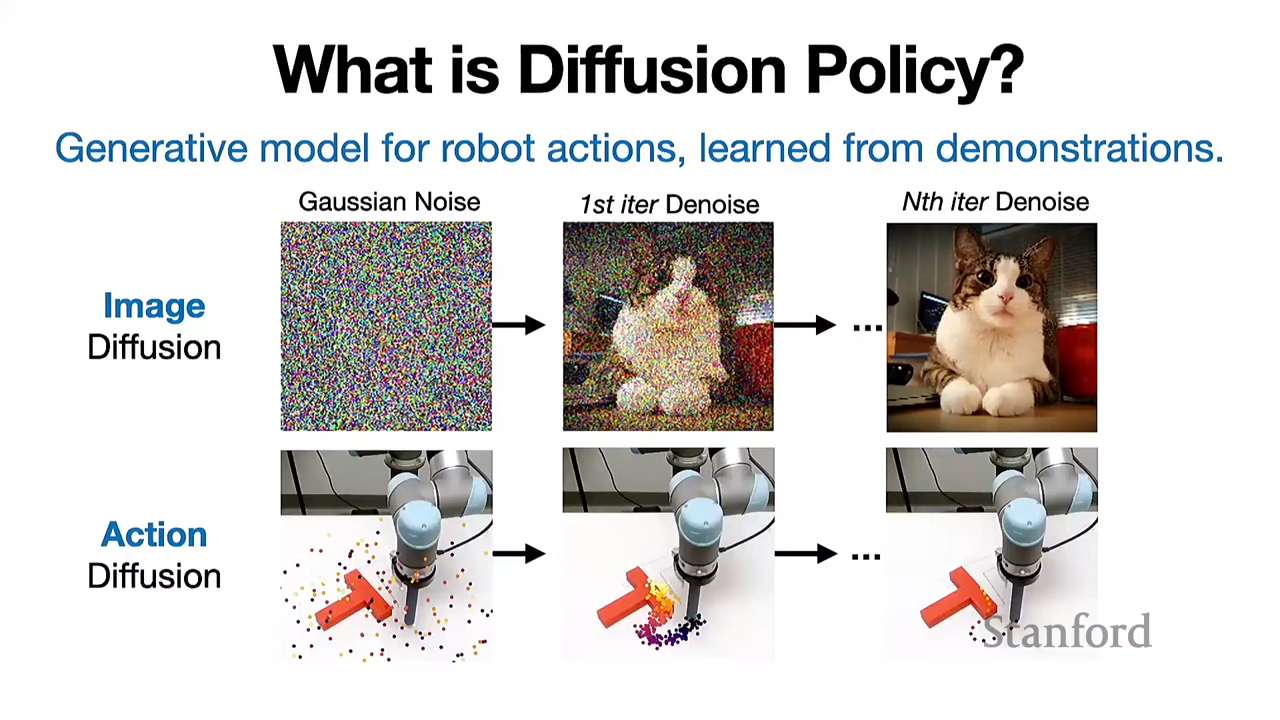 What is Diffusion Policy?
Generative model for robot actions, learned from demonstrations.
Gaussian Noise
1st iter Denoise
Nth iter Denoise
Image
Diffusion
...
Action
Diffusion
...
Stanford